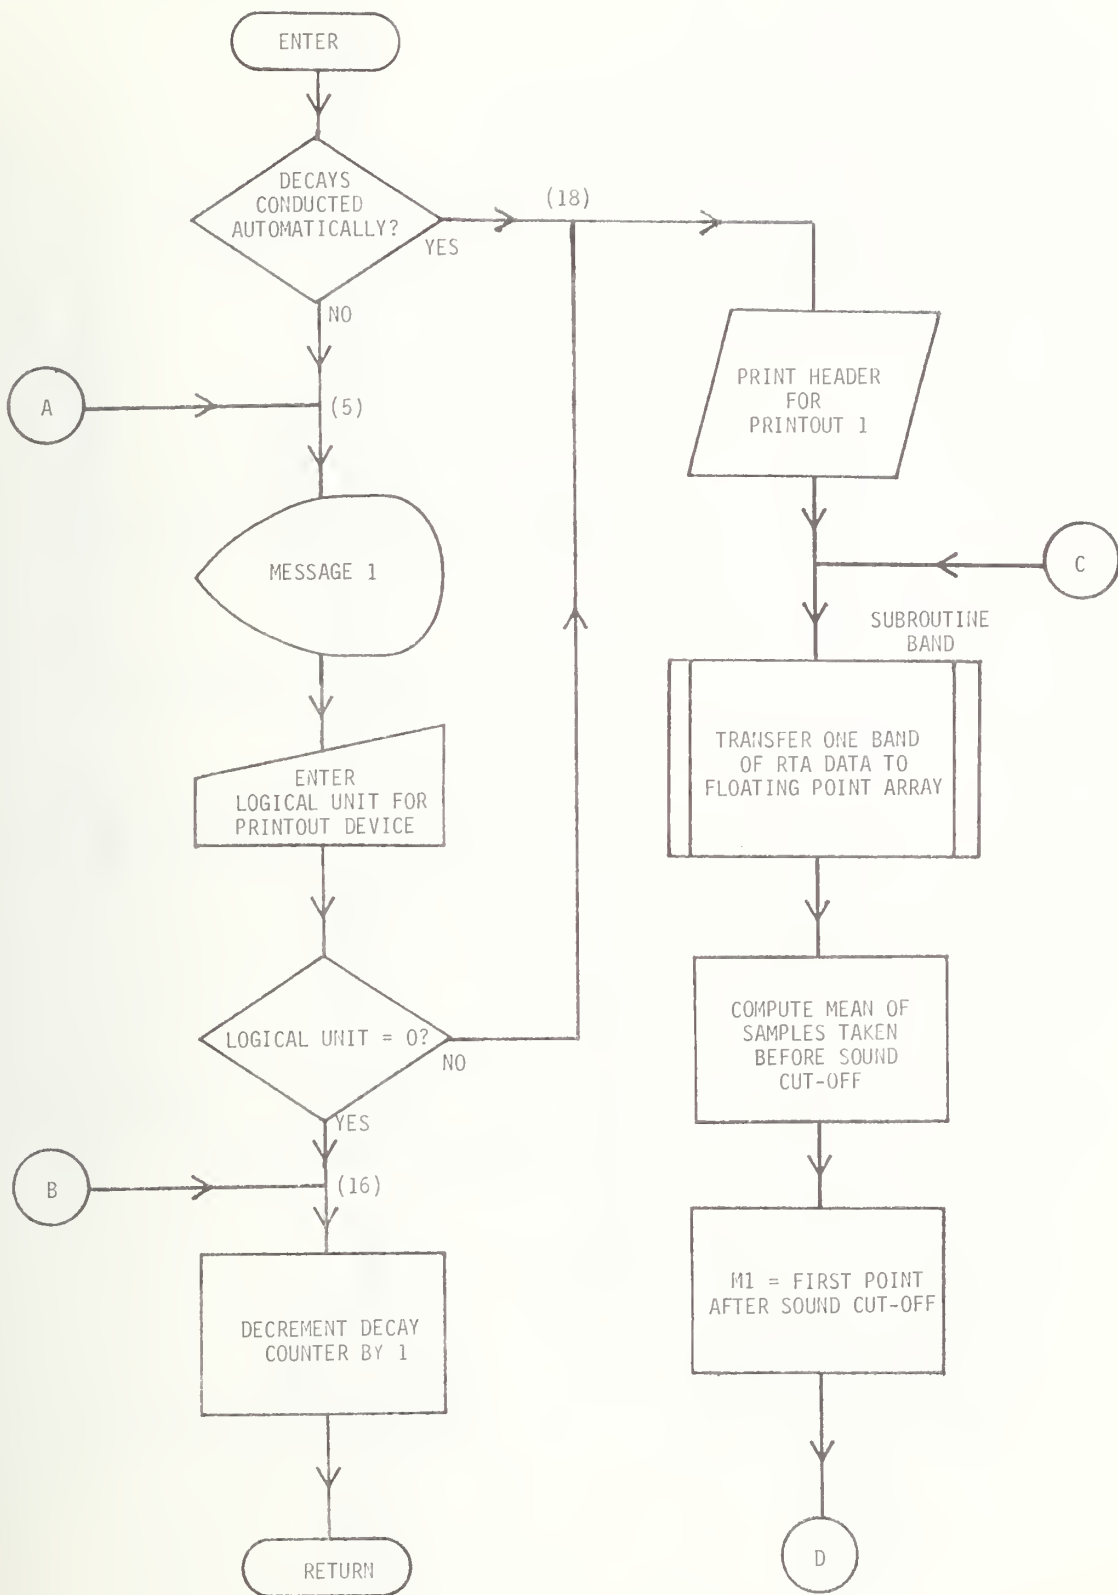 ENTER
DECAYS
CONDUCTED
AUTOMATICALLY?
YES
NO
(18)
A
(5)
MESSAGE 1
ENTER
LOGICAL UNIT FOR
PRINTOUT DEVICE
LOGICAL UNIT = 0?
NO
YES
B
(16)
DECREMENT DECAY
COUNTER BY 1
RETURN
PRINT HEADER
FOR
PRINTOUT 1
C
SUBROUTINE
BAND
TRANSFER ONE BAND
OF RTA DATA TO
FLOATING POINT ARRAY
COMPUTE MEAN OF
SAMPLES TAKEN
BEFORE SOUND
CUT-OFF
M1 = FIRST POINT
AFTER SOUND CUT-OFF
D